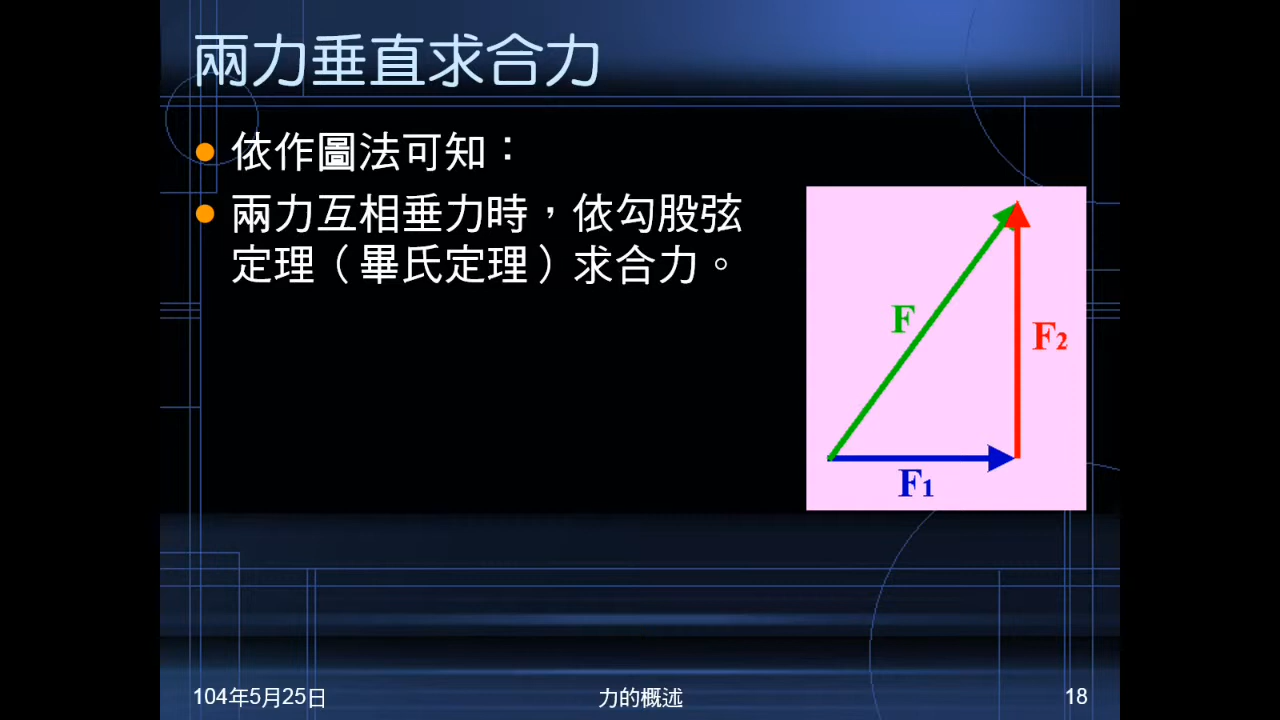 兩力垂直求合力
依作圖法可知：
兩力互相垂力時，依勾股弦
定理（畢氏定理）求合力。
F
F2
F1
104年5月25日
力的概述
18